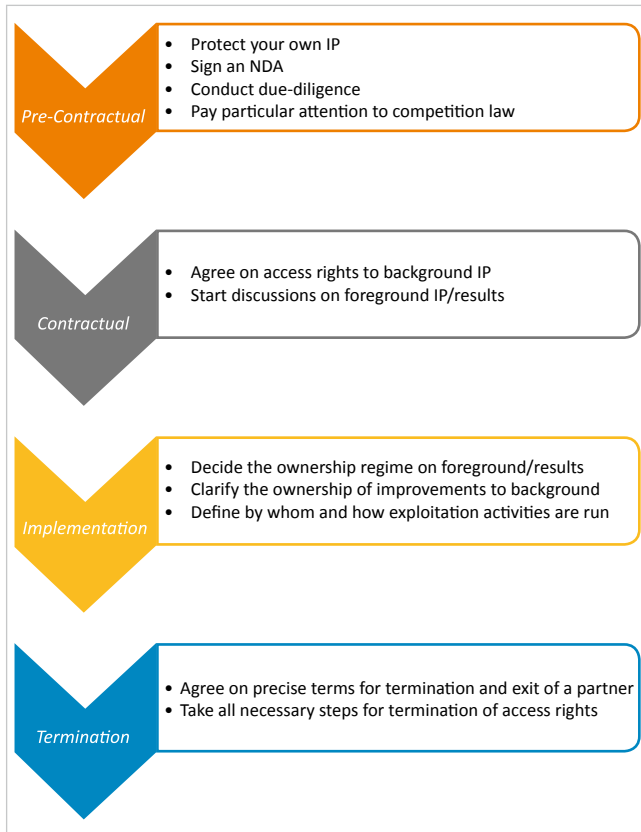 Pre-Contractual
• Protect your own IP
• Sign an NDA
• Conduct due-diligence
• Pay particular attention to competition law
Contractual
• Agree on access rights to background IP
• Start discussions on foreground IP/results
Implementation
• Decide the ownership regime on foreground/results
• Clarify the ownership of improvements to background
• Define by whom and how exploitation activities are run
Termination
• Agree on precise terms for termination and exit of a partner
• Take all necessary steps for termination of access rights